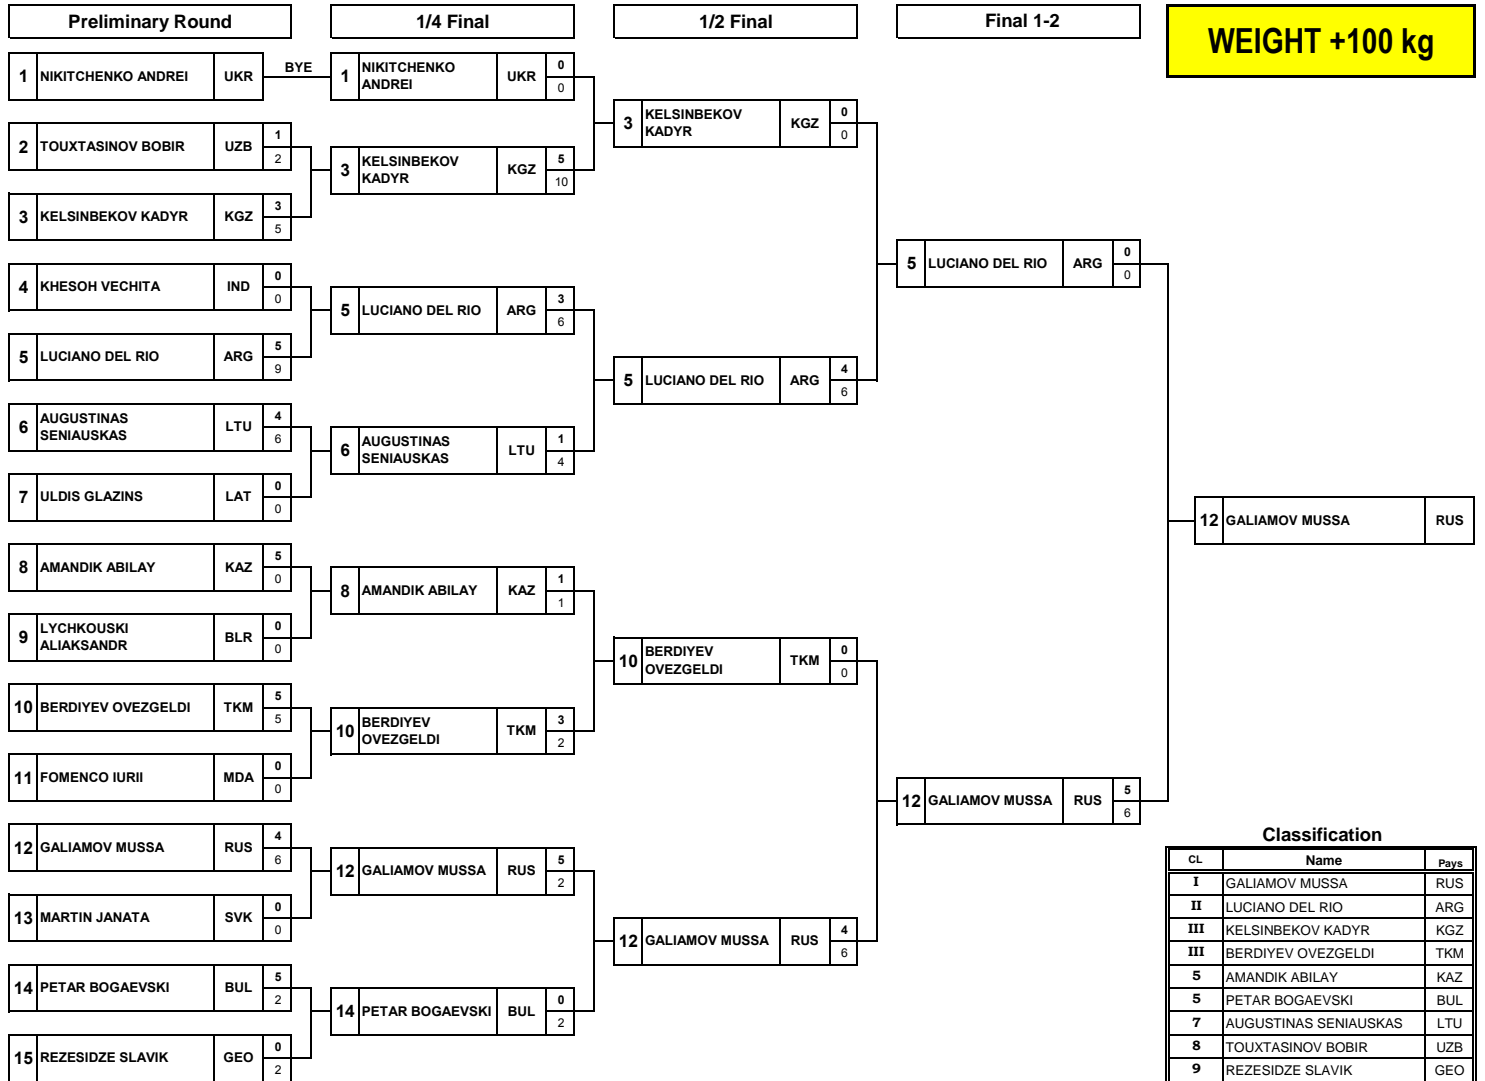 Preliminary Round
1/4 Final
1/2 Final
Final 1-2
WEIGHT +100 kg
1 NIKITCHENKO ANDREI UKR
BYE
2 TOUXTASINOV BOBIR UZB 1
2
3 KELSINBEKOV KADYR KGZ 3
5
4 KHESOH VECHITA IND 0
0
5 LUCIANO DEL RIO ARG 5
9
6 AUGUSTINAS
SENIAUSKAS LTU 4
6
7 ULDIS GLAZINS LAT 0
0
8 AMANDIK ABILAY KAZ 5
0
9 LYCHKOUSKI
ALIAKSANDR BLR 0
0
10 BERDIYEV OVEZGELDI TKM 5
5
11 FOMENCO IURII MDA 0
0
12 GALIAMOV MUSSA RUS 4
6
13 MARTIN JANATA SVK 0
0
14 PETAR BOGAEVSKI BUL 5
2
15 REZESIDZE SLAVIK GEO 0
2
1 NIKITCHENKO
ANDREI UKR 0
0
3 KELSINBEKOV
KADYR KGZ 5
10
5 LUCIANO DEL RIO ARG 3
6
6 AUGUSTINAS
SENIAUSKAS LTU 1
4
8 AMANDIK ABILAY KAZ 1
1
10 BERDIYEV
OVEZGELDI TKM 3
2
12 GALIAMOV MUSSA RUS 5
2
14 PETAR BOGAEVSKI BUL 0
2
3 KELSINBEKOV
KADYR KGZ 0
0
5 LUCIANO DEL RIO ARG 4
6
10 BERDIYEV
OVEZGELDI TKM 0
0
12 GALIAMOV MUSSA RUS 4
6
5 LUCIANO DEL RIO ARG 0
0
12 GALIAMOV MUSSA RUS 5
6
12 GALIAMOV MUSSA RUS
Classification
CL Name Pays
I GALIAMOV MUSSA RUS
II LUCIANO DEL RIO ARG
III KELSINBEKOV KADYR KGZ
III BERDIYEV OVEZGELDI TKM
5 AMANDIK ABILAY KAZ
5 PETAR BOGAEVSKI BUL
7 AUGUSTINAS SENIAUSKAS LTU
8 TOUXTASINOV BOBIR UZB
9 REZESIDZE SLAVIK GEO